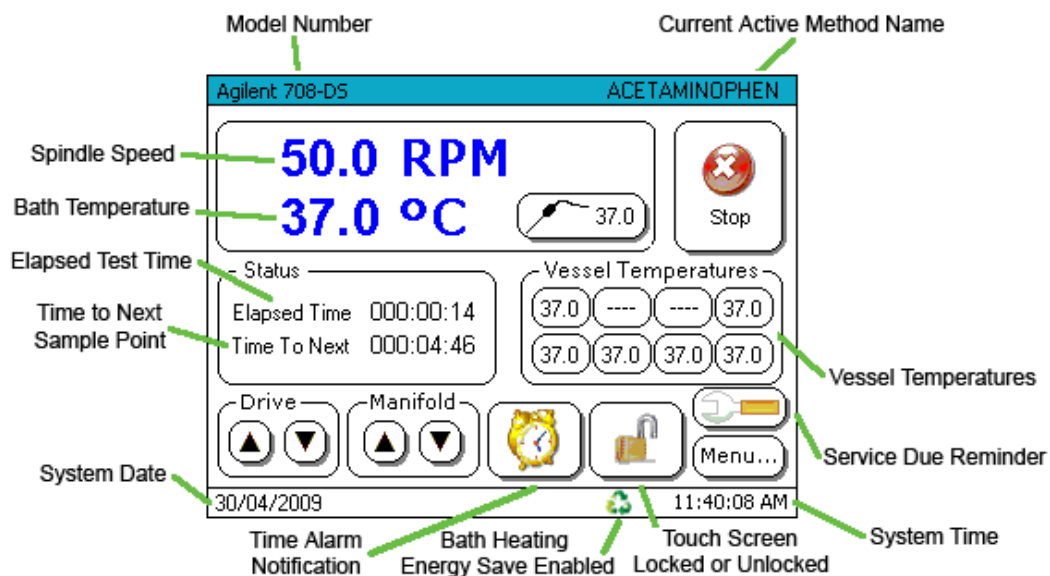 Model Number
Current Active Method Name
Agilent 708-DS
ACETAMINOPHEN
Spindle Speed
50.0 RPM
Bath Temperature
37.0 ºC
37.0
Stop
Elapsed Test Time
Status
Vessel Temperatures
Elapsed Time 000:00:14
37.0 ---- ---- 37.0
Time to Next
Sample Point
Time To Next 000:04:46
37.0 37.0 37.0 37.0
Vessel Temperatures
Drive
Manifold
Menu...
Service Due Reminder
System Date
30/04/2009
11:40:08 AM
System Time
Time Alarm
Notification
Bath Heating
Energy Save Enabled
Touch Screen
Locked or Unlocked